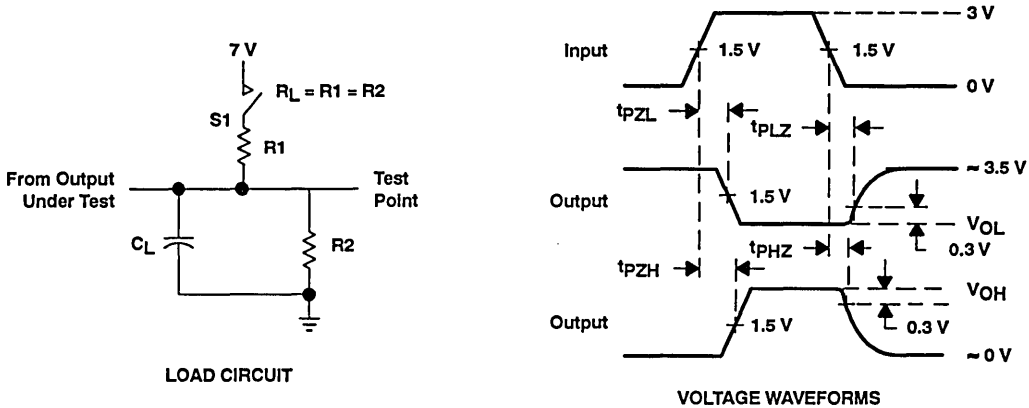 7 V
S1
RL = R1 = R2
R1
From Output
Under Test
Test
Point
CL
R2
LOAD CIRCUIT
3 V
Input
1.5 V
1.5 V
0 V
tPZL
tPLZ
≈ 3.5 V
Output
1.5 V
VOL
0.3 V
tPHZ
tPZH
VOH
0.3 V
Output
1.5 V
≈ 0 V
VOLTAGE WAVEFORMS